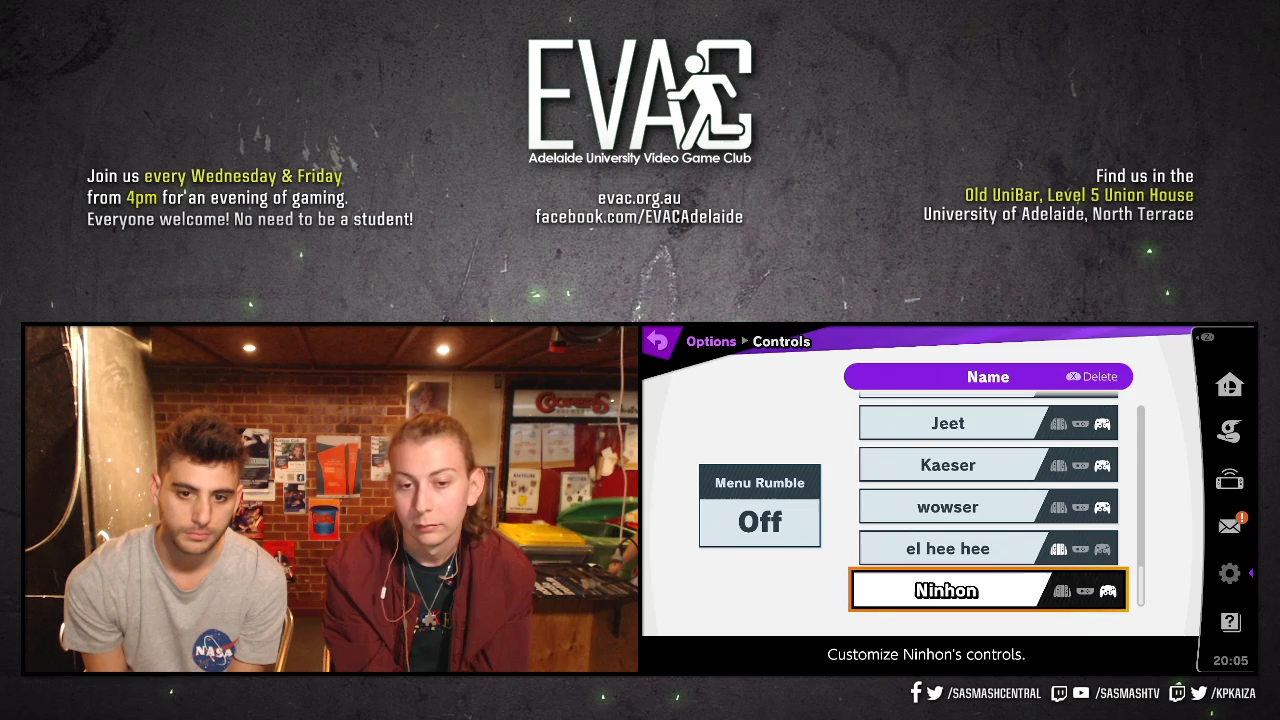 EVAC
Adelaide University Video Game Club
Join us every Wednesday & Friday
from 4pm for an evening of gaming.
Everyone welcome! No need to be a student!
evac.org.au
facebook.com/EVACAdelaide
Find us in the
Old UniBar, Level 5 Union House
University of Adelaide, North Terrace
COOPERS
NASA
Options ▸ Controls
Name
X Delete
Jeet
Kaeser
wowser
el hee hee
Ninhon
Menu Rumble
Off
Customize Ninhon's controls.
20:05
/SASMASHCENTRAL
/SASMASHTV
/KPKAIZA